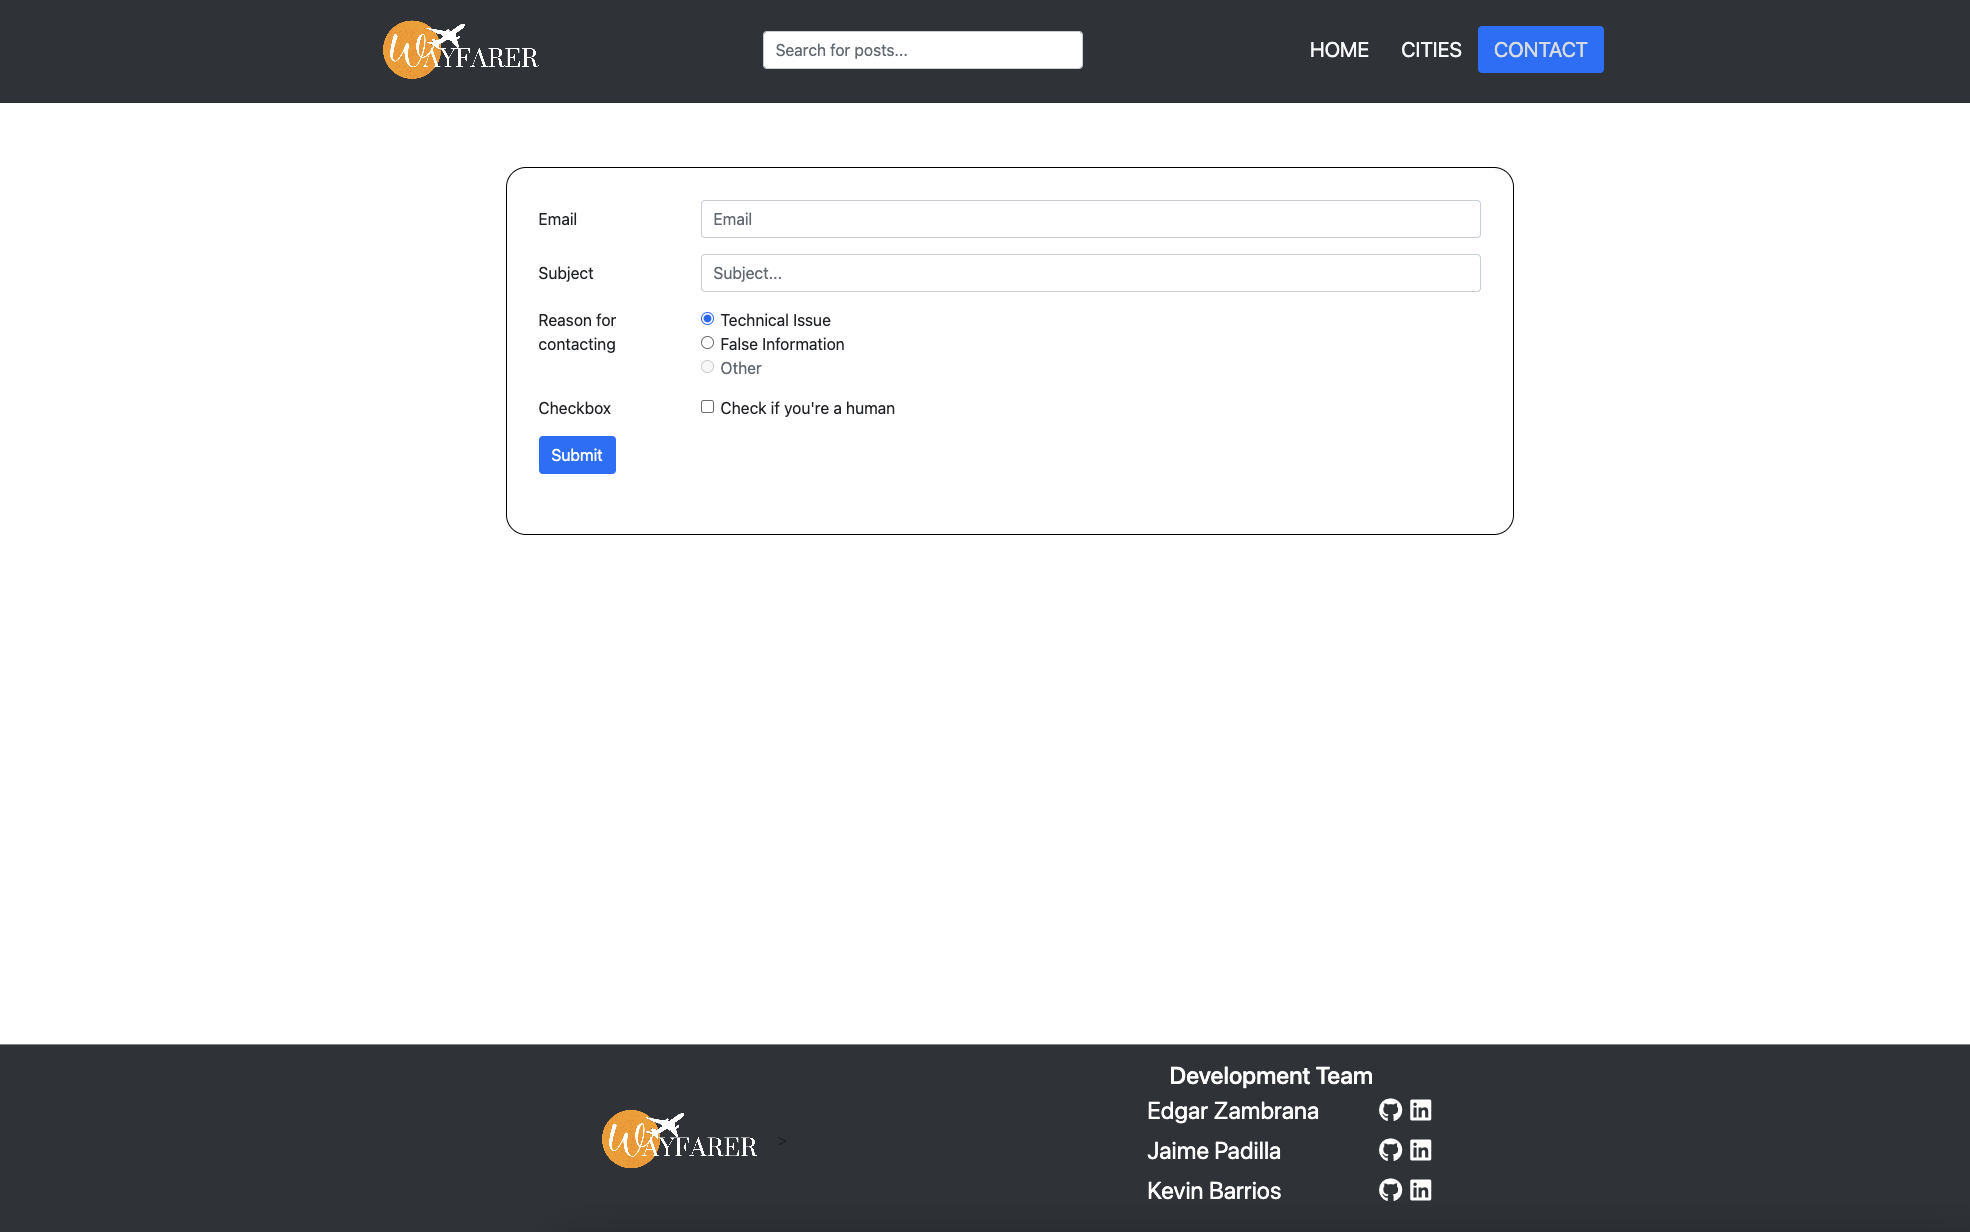 WAYFARER
Search for posts...
HOME CITIES CONTACT
Email
Email
Subject
Subject...
Reason for
contacting
Technical Issue
False Information
Other
Checkbox
Check if you're a human
Submit
WAYFARER >
Development Team
Edgar Zambrana
Jaime Padilla
Kevin Barrios